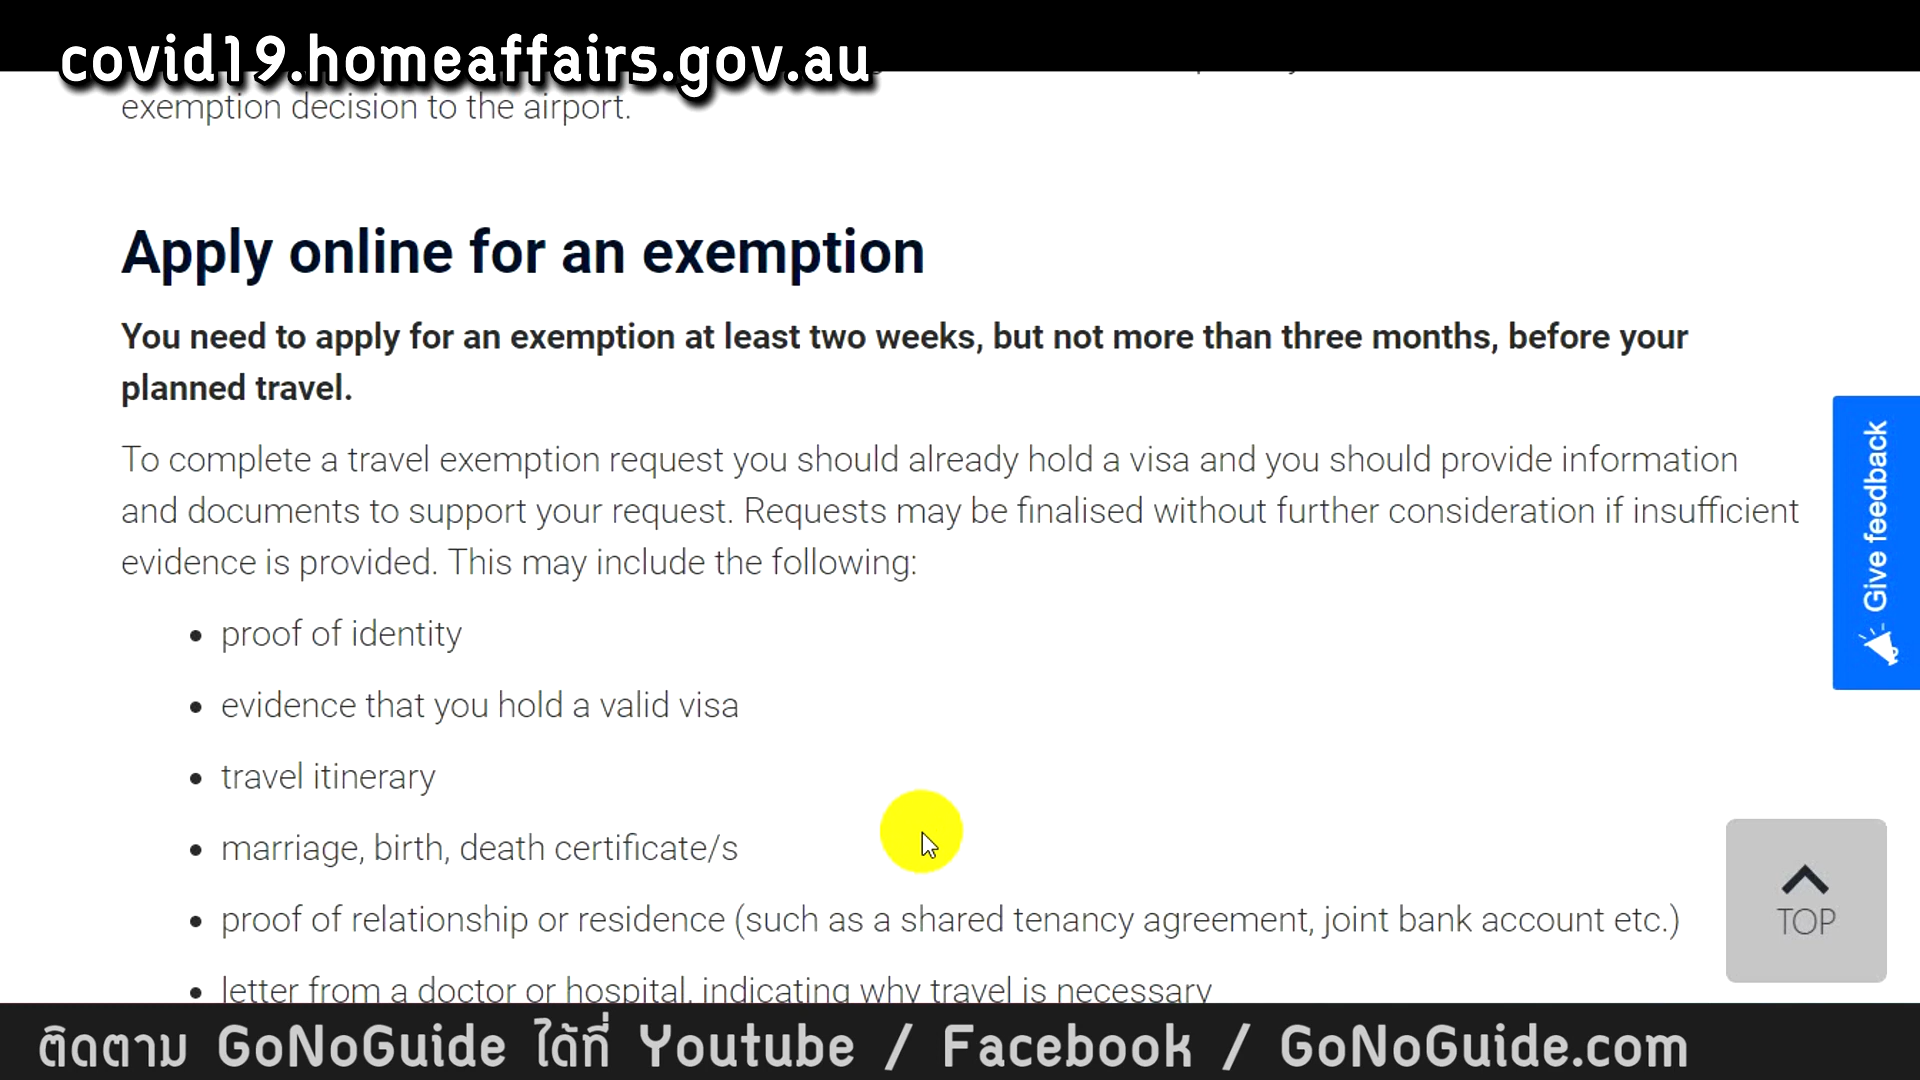 covid19.homeaffairs.gov.au
exemption decision to the airport.
Apply online for an exemption
You need to apply for an exemption at least two weeks, but not more than three months, before your
planned travel.
To complete a travel exemption request you should already hold a visa and you should provide information
and documents to support your request. Requests may be finalised without further consideration if insufficient
evidence is provided. This may include the following:
• proof of identity
• evidence that you hold a valid visa
• travel itinerary
• marriage, birth, death certificate/s
• proof of relationship or residence (such as a shared tenancy agreement, joint bank account etc.)
• letter from a doctor or hospital, indicating why travel is necessary
Give feedback
TOP
ติดตาม GoNoGuide ได้ที่ Youtube / Facebook / GoNoGuide.com